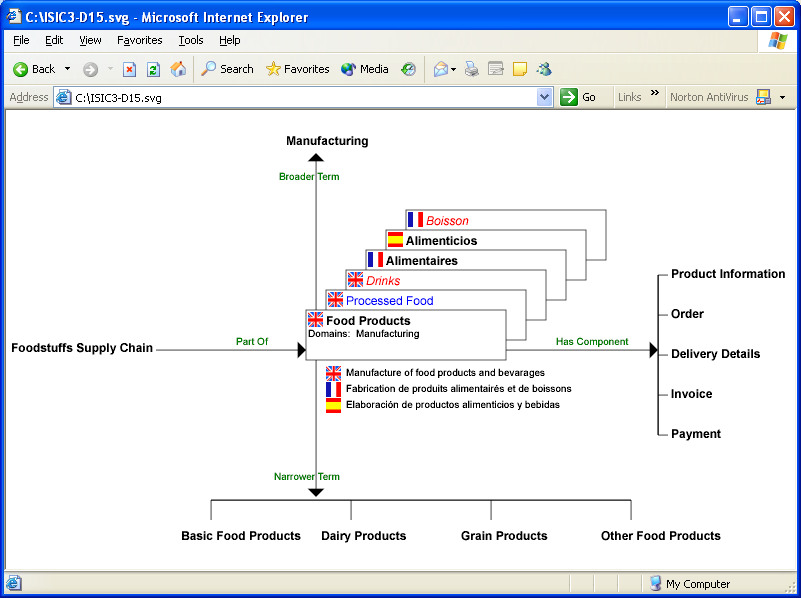 C:\ISIC3-D15.svg - Microsoft Internet Explorer
File Edit View Favorites Tools Help
Back Search Favorites Media
Address C:\ISIC3-D15.svg Go Links » Norton AntiVirus
Manufacturing
Broader Term
Boisson
Alimenticios
Alimentaires
Drinks
Processed Food
Food Products
Domains: Manufacturing
Foodstuffs Supply Chain
Part Of
Has Component
Product Information
Order
Delivery Details
Invoice
Payment
Manufacture of food products and bevarages
Fabrication de produits alimentairés et de boissons
Elaboración de productos alimenticios y bebidas
Narrower Term
Basic Food Products Dairy Products Grain Products Other Food Products
My Computer